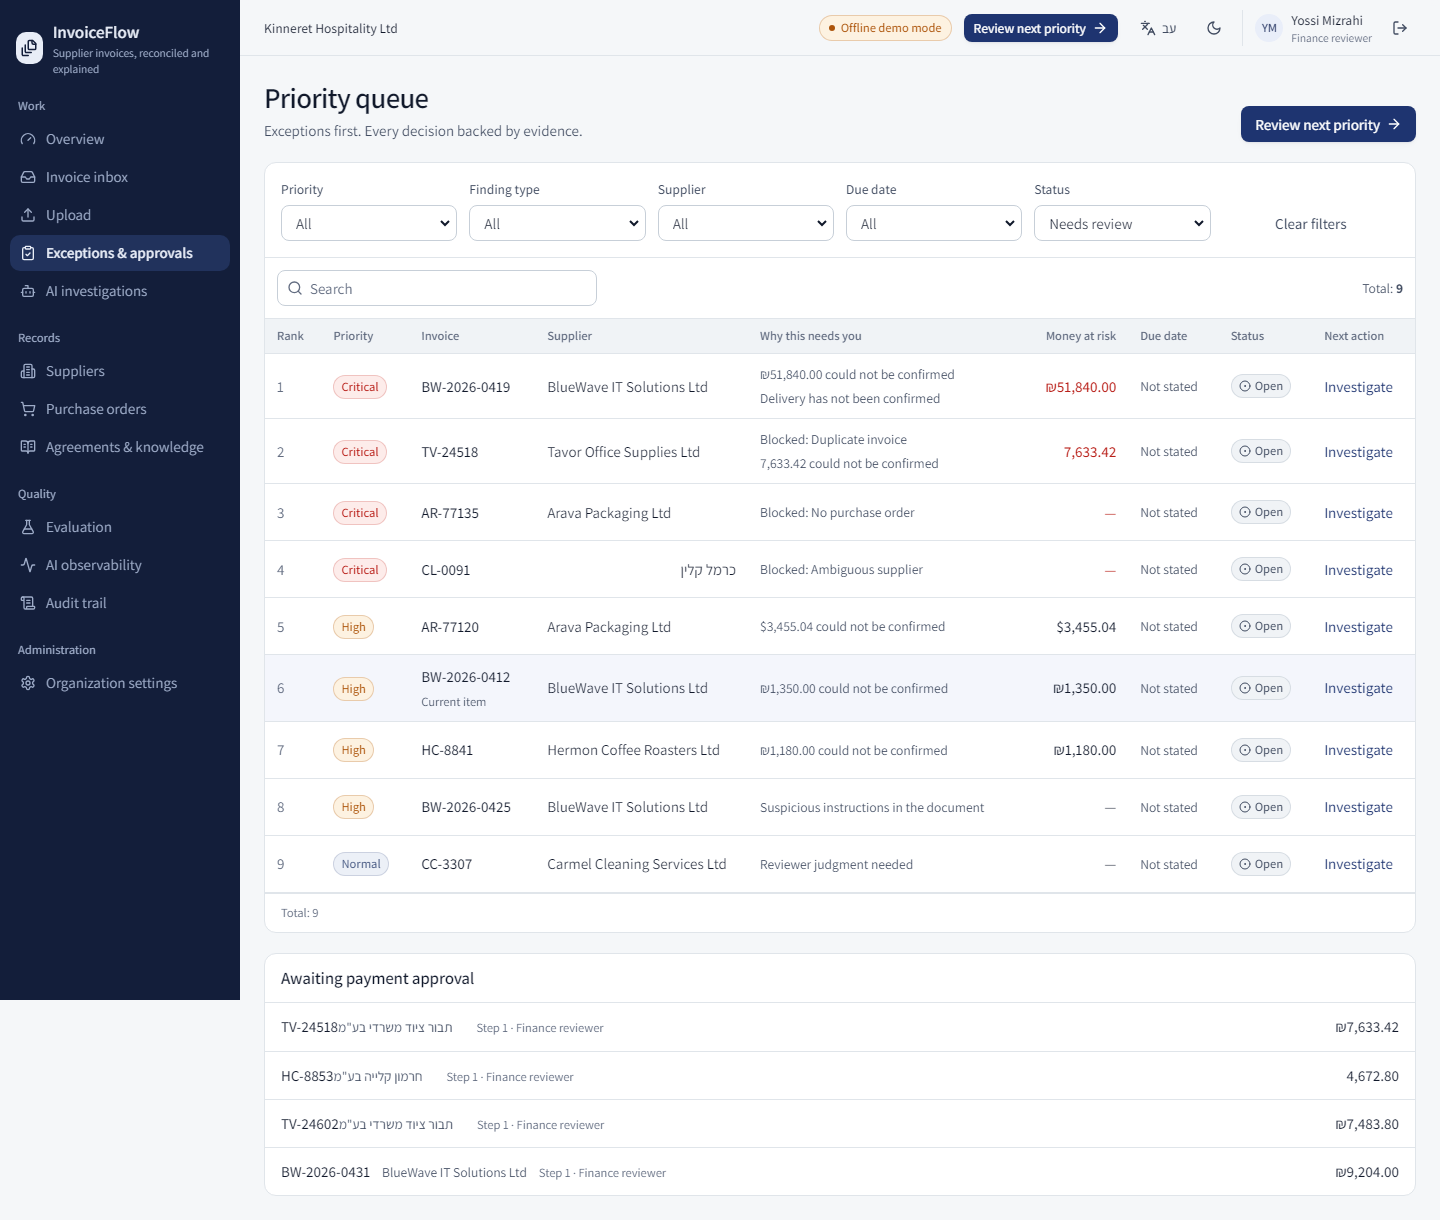 InvoiceFlow
Supplier invoices, reconciled and
explained
Work
Overview
Invoice inbox
Upload
Exceptions & approvals
AI investigations
Records
Suppliers
Purchase orders
Agreements & knowledge
Quality
Evaluation
AI observability
Audit trail
Administration
Organization settings
Kinneret Hospitality Ltd
Offline demo mode
Review next priority
עב
YM
Yossi Mizrahi
Finance reviewer
Priority queue
Exceptions first. Every decision backed by evidence.
Review next priority
Priority Finding type Supplier Due date Status
All All All All Needs review Clear filters
Search
Total: 9
Rank Priority Invoice Supplier Why this needs you Money at risk Due date Status Next action
1 Critical BW-2026-0419 BlueWave IT Solutions Ltd ₪51,840.00 could not be confirmed ₪51,840.00 Not stated Open Investigate
Delivery has not been confirmed
2 Critical TV-24518 Tavor Office Supplies Ltd Blocked: Duplicate invoice 7,633.42 Not stated Open Investigate
7,633.42 could not be confirmed
3 Critical AR-77135 Arava Packaging Ltd Blocked: No purchase order — Not stated Open Investigate
4 Critical CL-0091 כרמל קלין Blocked: Ambiguous supplier — Not stated Open Investigate
5 High AR-77120 Arava Packaging Ltd $3,455.04 could not be confirmed $3,455.04 Not stated Open Investigate
6 High BW-2026-0412 BlueWave IT Solutions Ltd ₪1,350.00 could not be confirmed ₪1,350.00 Not stated Open Investigate
Current item
7 High HC-8841 Hermon Coffee Roasters Ltd ₪1,180.00 could not be confirmed ₪1,180.00 Not stated Open Investigate
8 High BW-2026-0425 BlueWave IT Solutions Ltd Suspicious instructions in the document — Not stated Open Investigate
9 Normal CC-3307 Carmel Cleaning Services Ltd Reviewer judgment needed — Not stated Open Investigate
Total: 9
Awaiting payment approval
TV-24518 תבור ציוד משרדי בע"מ Step 1 · Finance reviewer ₪7,633.42
HC-8853 חרמון קלייה בע"מ Step 1 · Finance reviewer 4,672.80
TV-24602 תבור ציוד משרדי בע"מ Step 1 · Finance reviewer ₪7,483.80
BW-2026-0431 BlueWave IT Solutions Ltd Step 1 · Finance reviewer ₪9,204.00